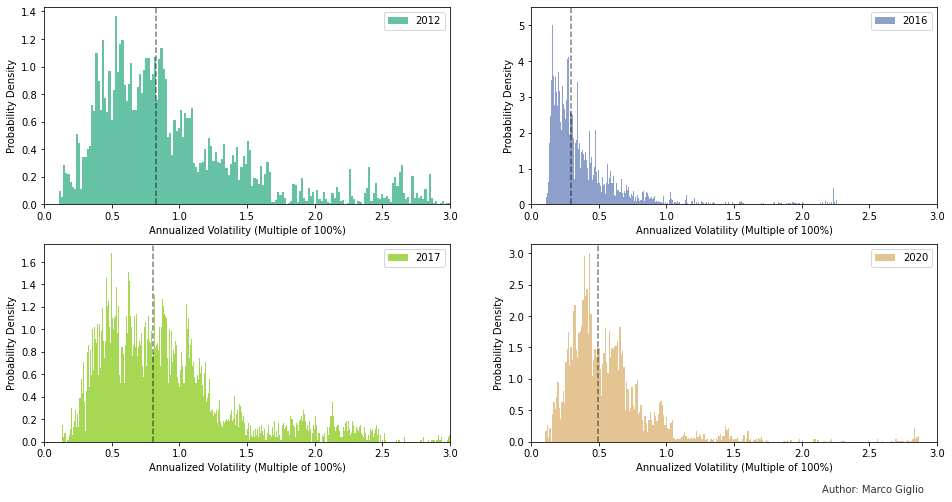 1.4
1.2
1.0
0.8
0.6
0.4
0.2
0.0
Probability Density
2012
0.0 0.5 1.0 1.5 2.0 2.5 3.0
Annualized Volatility (Multiple of 100%)
5
4
3
2
1
0
Probability Density
2016
0.0 0.5 1.0 1.5 2.0 2.5 3.0
Annualized Volatility (Multiple of 100%)
1.6
1.4
1.2
1.0
0.8
0.6
0.4
0.2
0.0
Probability Density
2017
0.0 0.5 1.0 1.5 2.0 2.5 3.0
Annualized Volatility (Multiple of 100%)
3.0
2.5
2.0
1.5
1.0
0.5
0.0
Probability Density
2020
0.0 0.5 1.0 1.5 2.0 2.5 3.0
Annualized Volatility (Multiple of 100%)
Author: Marco Giglio